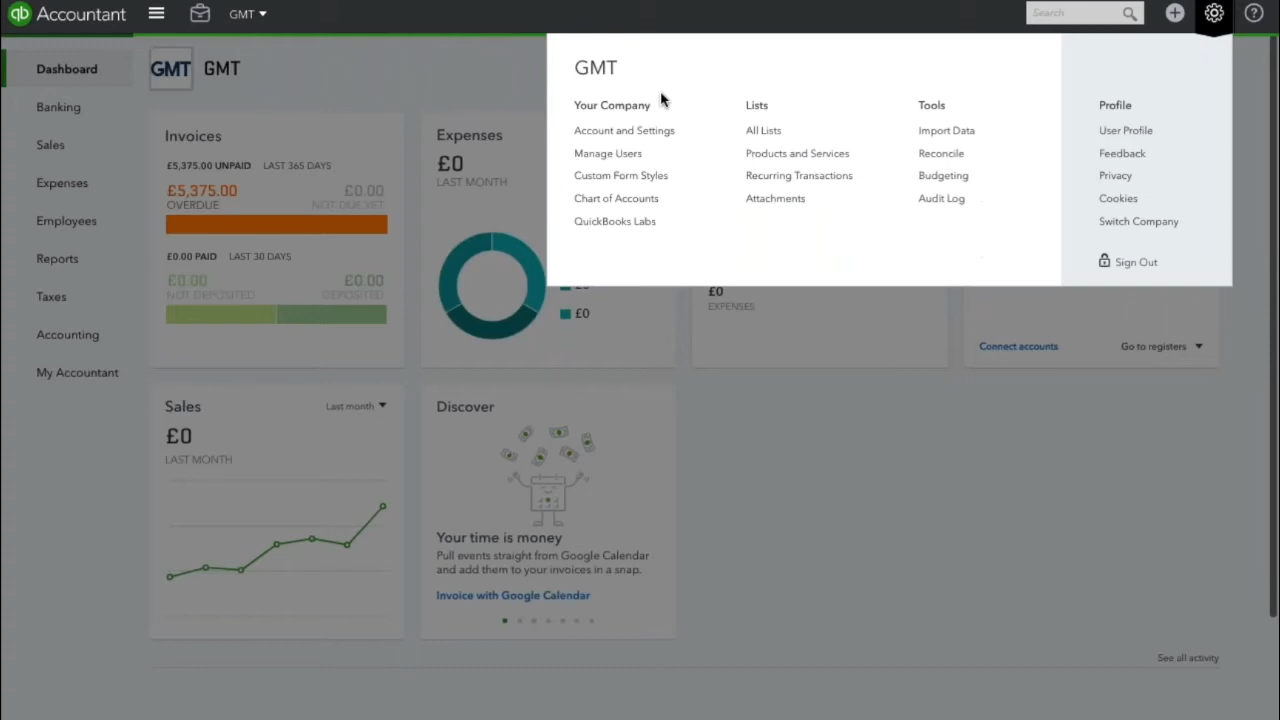 qb Accountant
GMT
Search
Dashboard
Banking
Sales
Expenses
Employees
Reports
Taxes
Accounting
My Accountant
GMT GMT
Invoices
£5,375.00 UNPAID LAST 365 DAYS
£5,375.00 £0.00
OVERDUE NOT DUE YET
£0.00 PAID LAST 30 DAYS
£0.00 £0.00
NOT DEPOSITED DEPOSITED
Expenses
£0
LAST MONTH
£0
£0
EXPENSES
Connect accounts Go to registers
GMT
Your Company
Account and Settings
Manage Users
Custom Form Styles
Chart of Accounts
QuickBooks Labs
Lists
All Lists
Products and Services
Recurring Transactions
Attachments
Tools
Import Data
Reconcile
Budgeting
Audit Log
Profile
User Profile
Feedback
Privacy
Cookies
Switch Company
Sign Out
Sales Last month
£0
LAST MONTH
Discover
Your time is money
Pull events straight from Google Calendar
and add them to your invoices in a snap.
Invoice with Google Calendar
See all activity